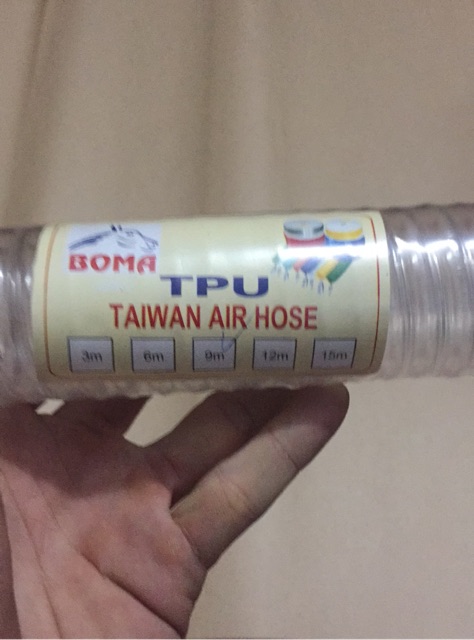 BOMA
TPU
TAIWAN AIR HOSE
3m 6m 9m 12m 15m